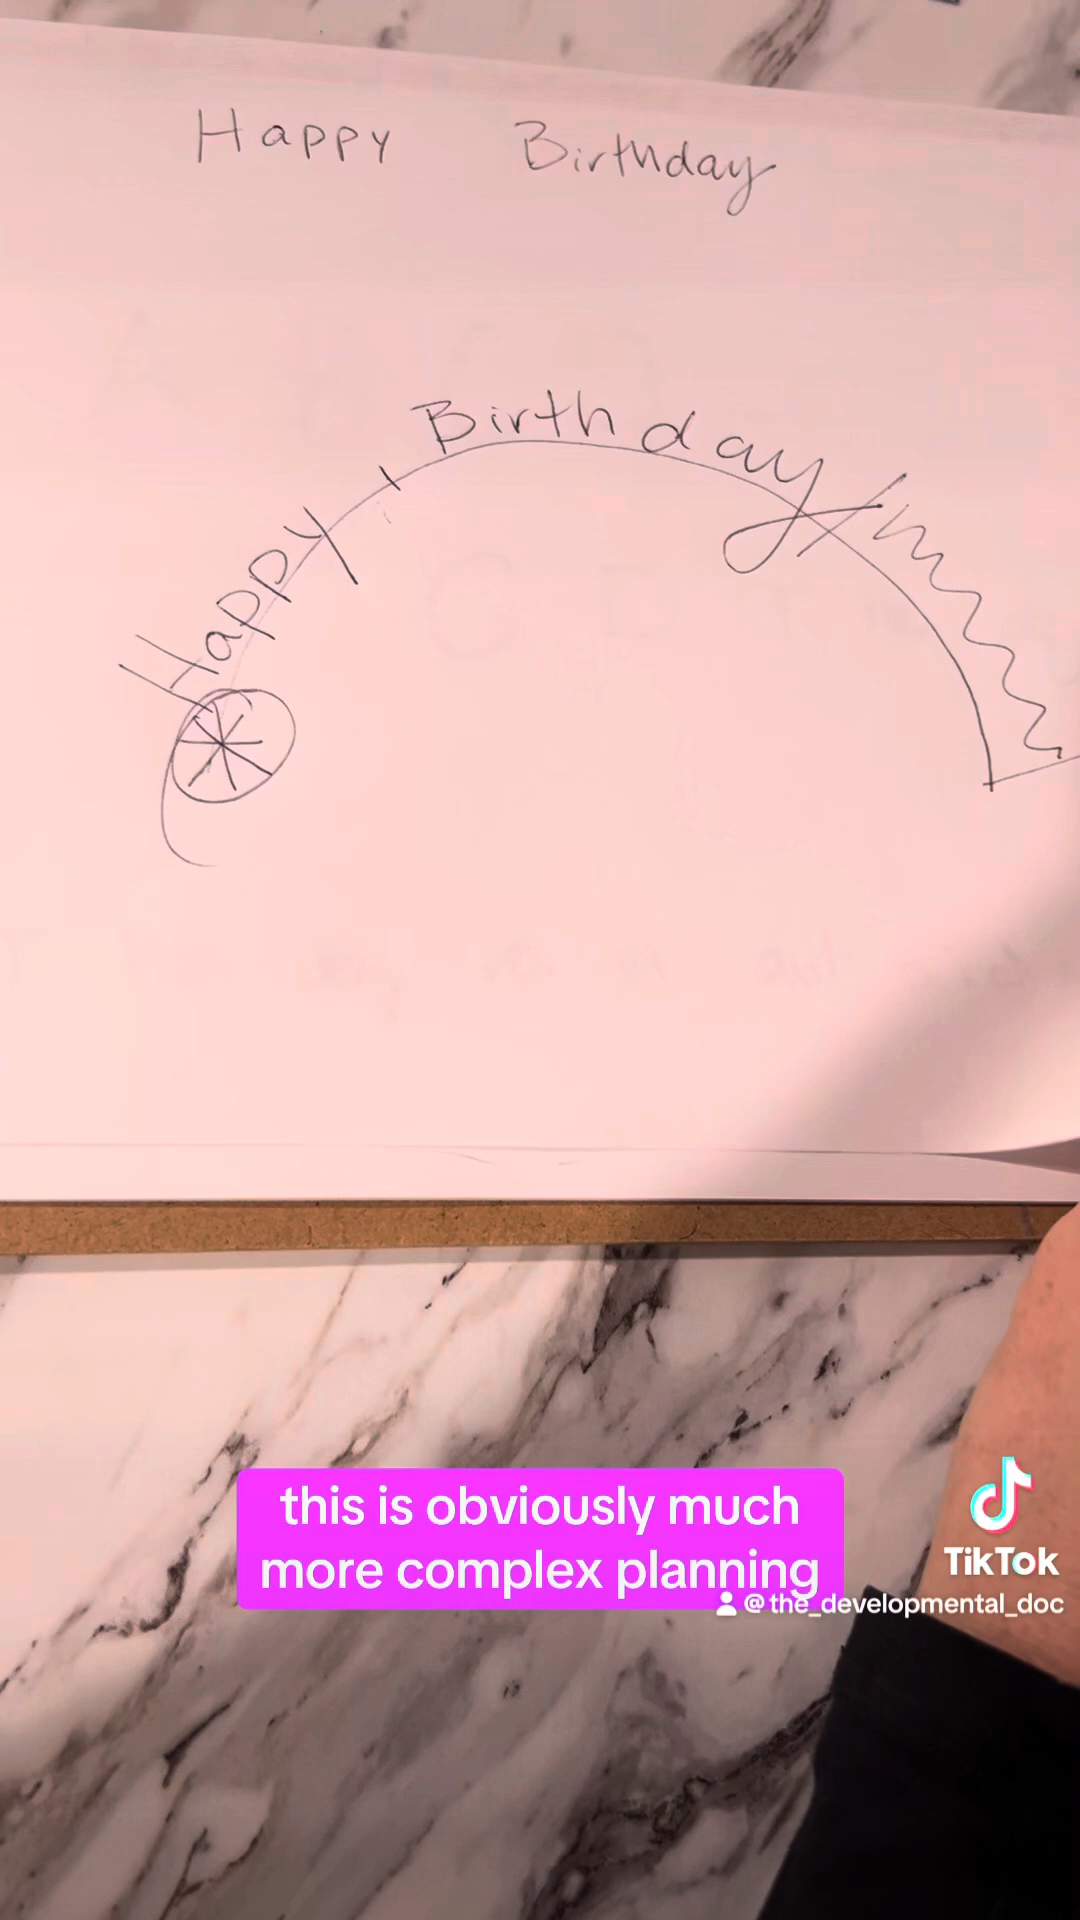 Happy Birthday
Happy Birthday
this is obviously much
more complex planning
TikTok
@the_developmental_doc